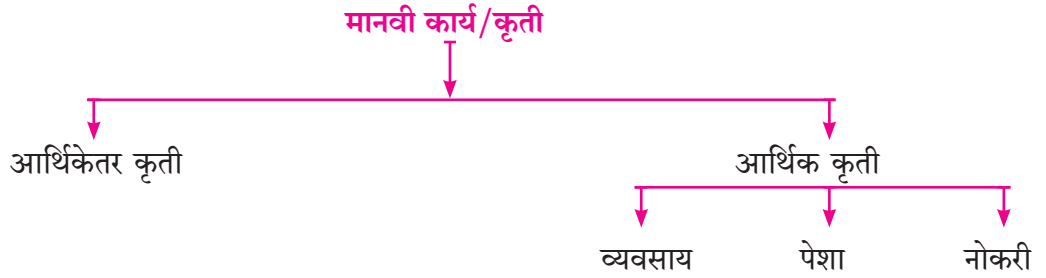 मानवी कार्य/कृती
आर्थिकेतर कृती आर्थिक कृती
व्यवसाय पेशा नोकरी